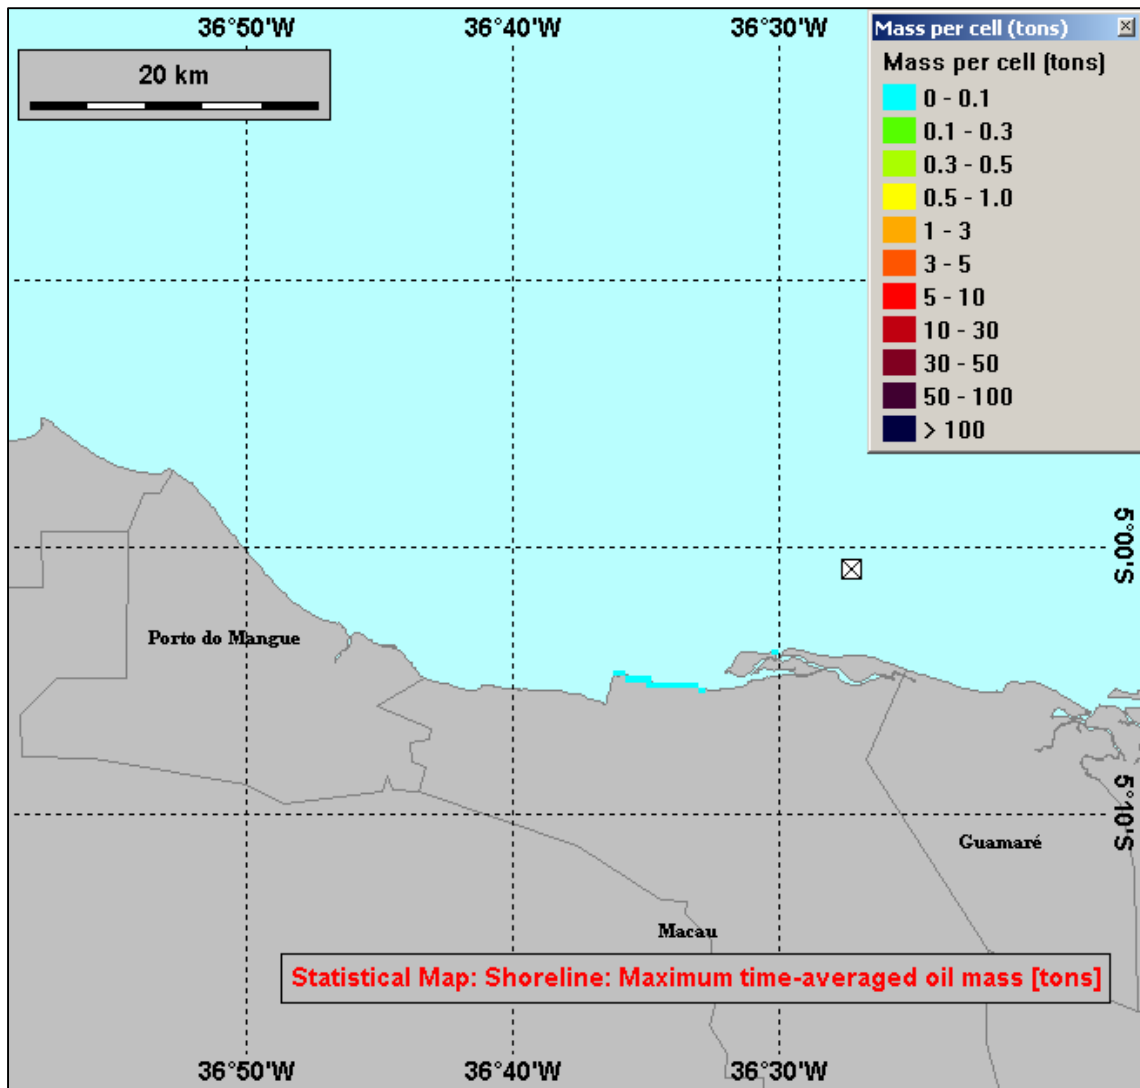 36°50'W
36°40'W
36°30'W
Mass per cell (tons)
20 km
Mass per cell (tons)
0 - 0.1
0.1 - 0.3
0.3 - 0.5
0.5 - 1.0
1 - 3
3 - 5
5 - 10
10 - 30
30 - 50
50 - 100
> 100
5°00'S
Porto do Mangue
5°10'S
Guamaré
Macau
Statistical Map: Shoreline: Maximum time-averaged oil mass [tons]
36°50'W
36°40'W
36°30'W